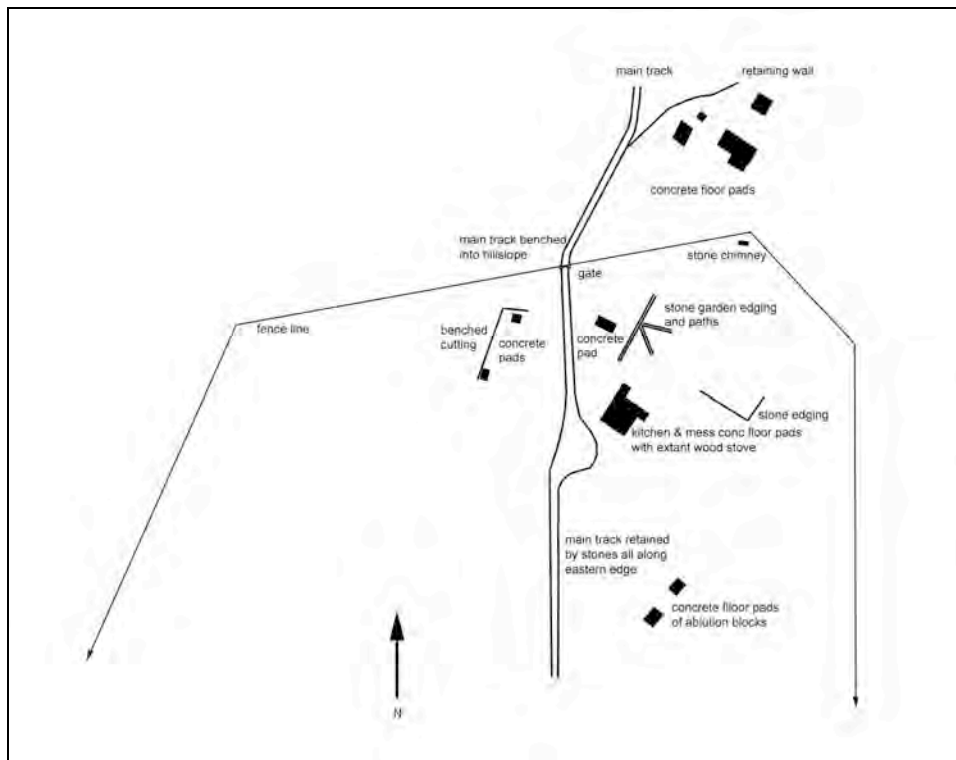 main track
retaining wall
concrete floor pads
main track benched
into hillslope
stone chimney
gate
stone garden edging
and paths
fence line
benched
cutting
concrete
pads
concrete
pad
stone edging
kitchen & mess conc floor pads
with extant wood stove
main track retained
by stones all along
eastern edge
concrete floor pads
of ablution blocks
N